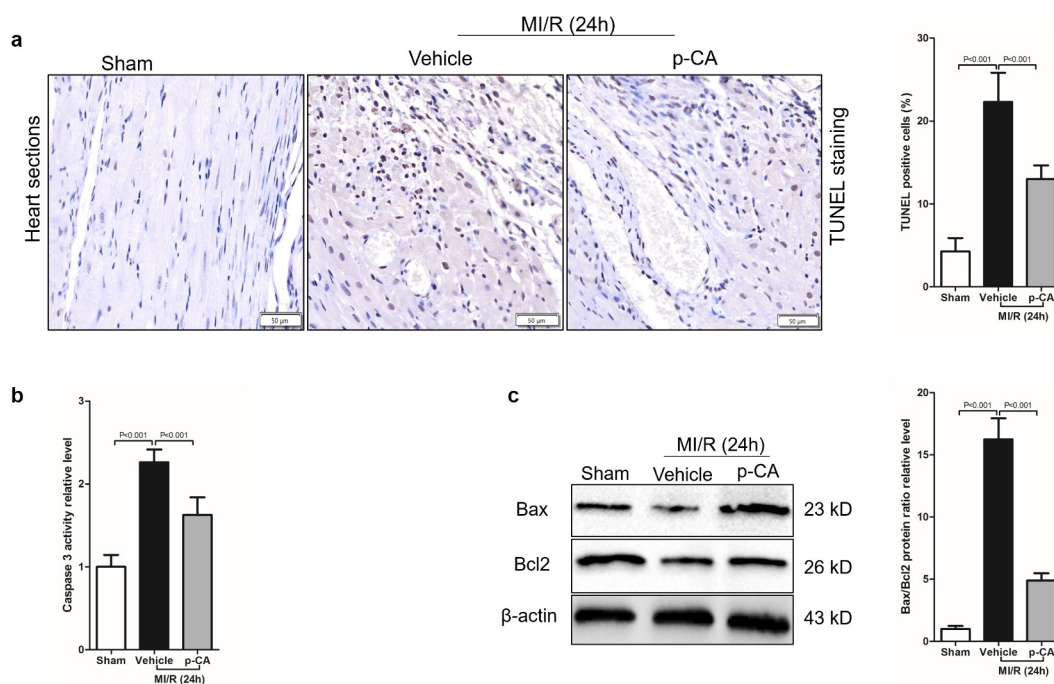 a
MI/R (24h)
Sham
Vehicle
p-CA
Heart sections
TUNEL staining
50 µm
50 µm
50 µm
TUNEL positive cells (%)
30
20
10
0
P<0.001
P<0.001
Sham
Vehicle
p-CA
MI/R (24h)
b
Caspase 3 activity relative level
3
2
1
0
P<0.001
P<0.001
Sham
Vehicle
p-CA
MI/R (24h)
c
MI/R (24h)
Sham
Vehicle
p-CA
Bax
23 kD
Bcl2
26 kD
β-actin
43 kD
Bax/Bcl2 protein ratio relative level
20
15
10
5
0
P<0.001
P<0.001
Sham
Vehicle
p-CA
MI/R (24h)